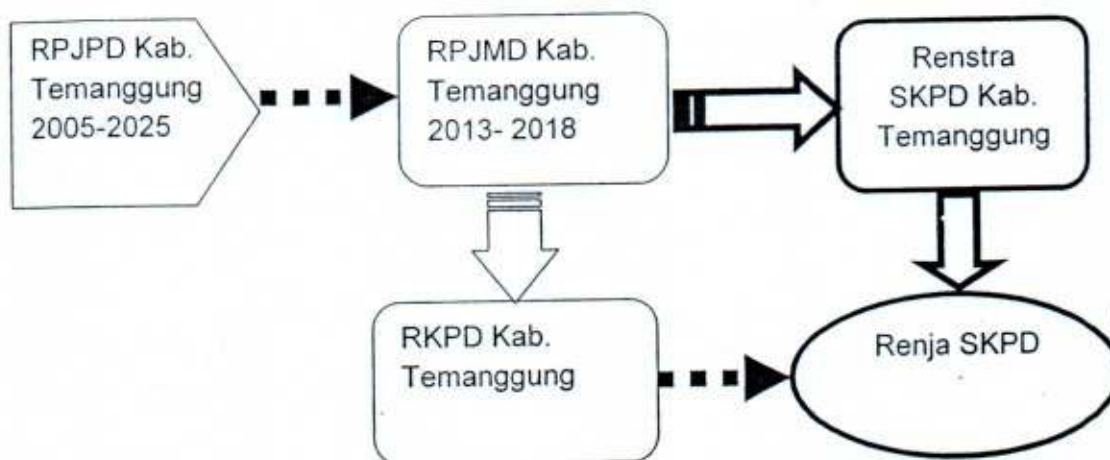 RPJPD Kab.
Temanggung
2005-2025
RPJMD Kab.
Temanggung
2013- 2018
Renstra
SKPD Kab.
Temanggung
RKPD Kab.
Temanggung
Renja SKPD